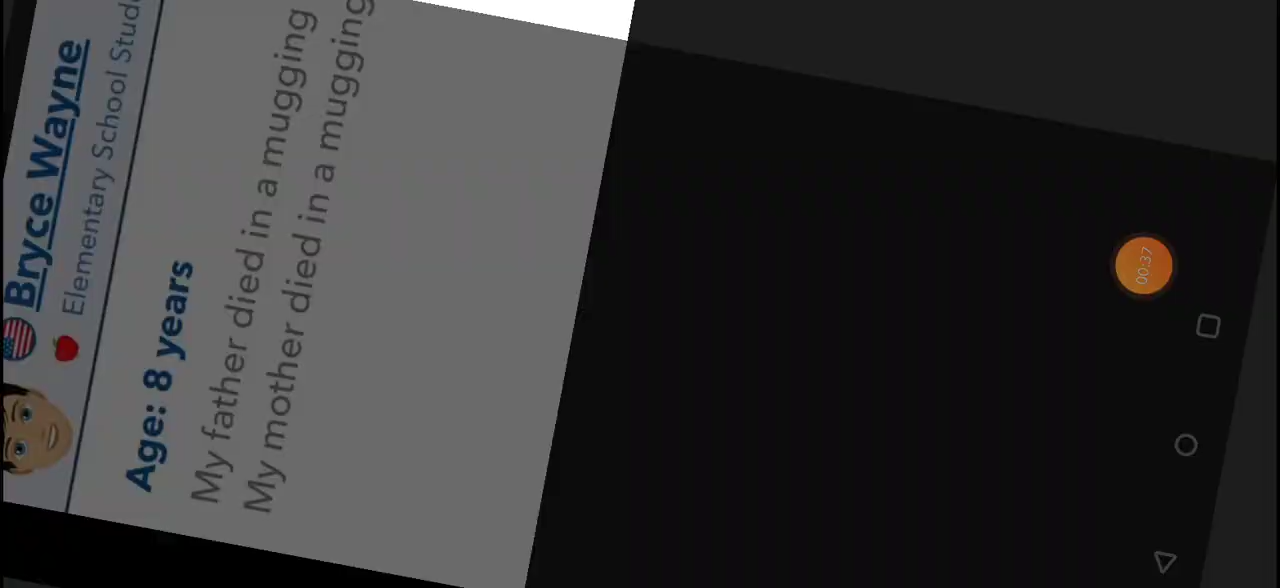 Bryce Wayne
Elementary School Stud
Age: 8 years
My father died in a mugging
My mother died in a mugging
00:37